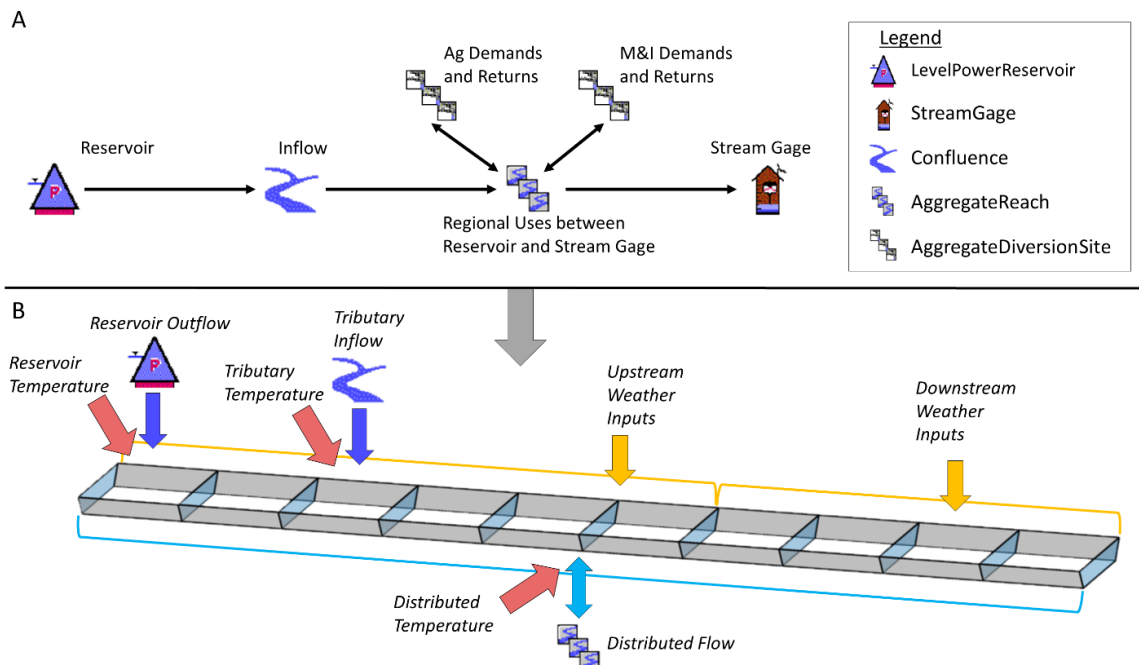 A
Ag Demands
and Returns
M&I Demands
and Returns
Reservoir
Inflow
Stream Gage
P
Regional Uses between
Reservoir and Stream Gage
Legend
P
LevelPowerReservoir
StreamGage
Confluence
AggregateReach
AggregateDiversionSite
B
Reservoir Outflow
P
Reservoir
Temperature
Tributary
Inflow
Tributary
Temperature
Upstream
Weather
Inputs
Downstream
Weather
Inputs
Distributed
Temperature
Distributed Flow